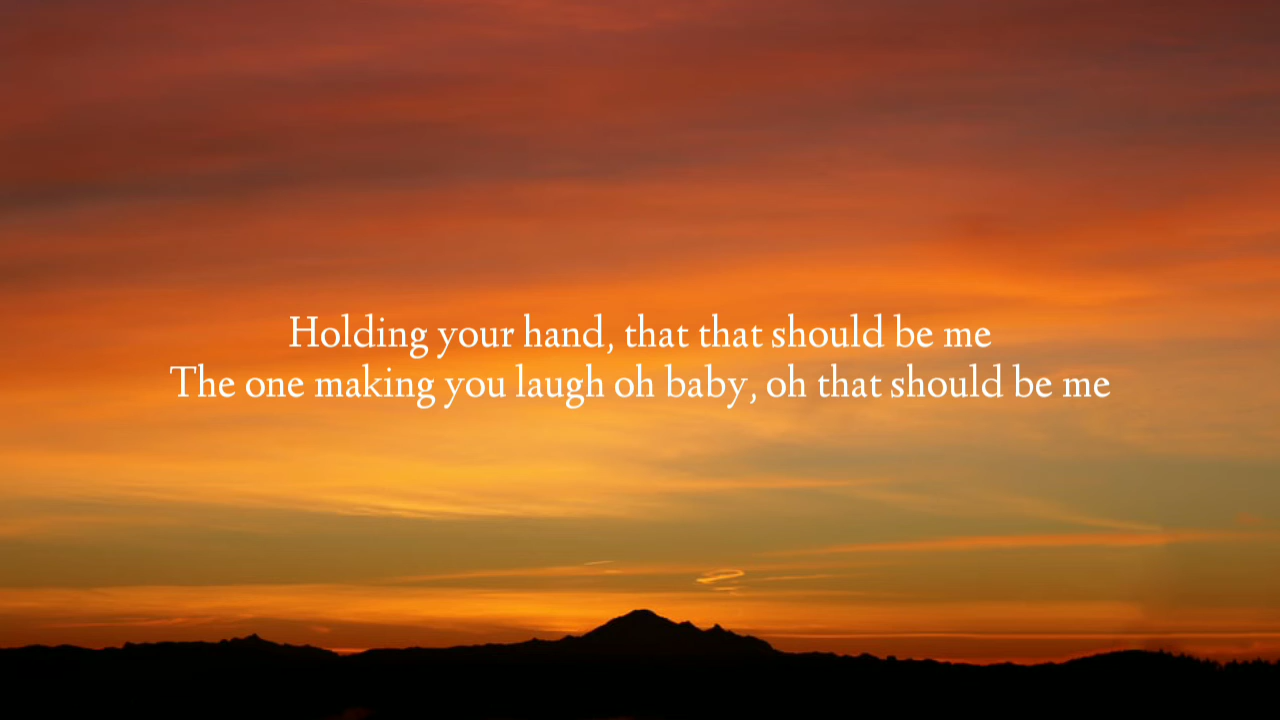 Holding your hand, that that should be me
The one making you laugh oh baby, oh that should be me